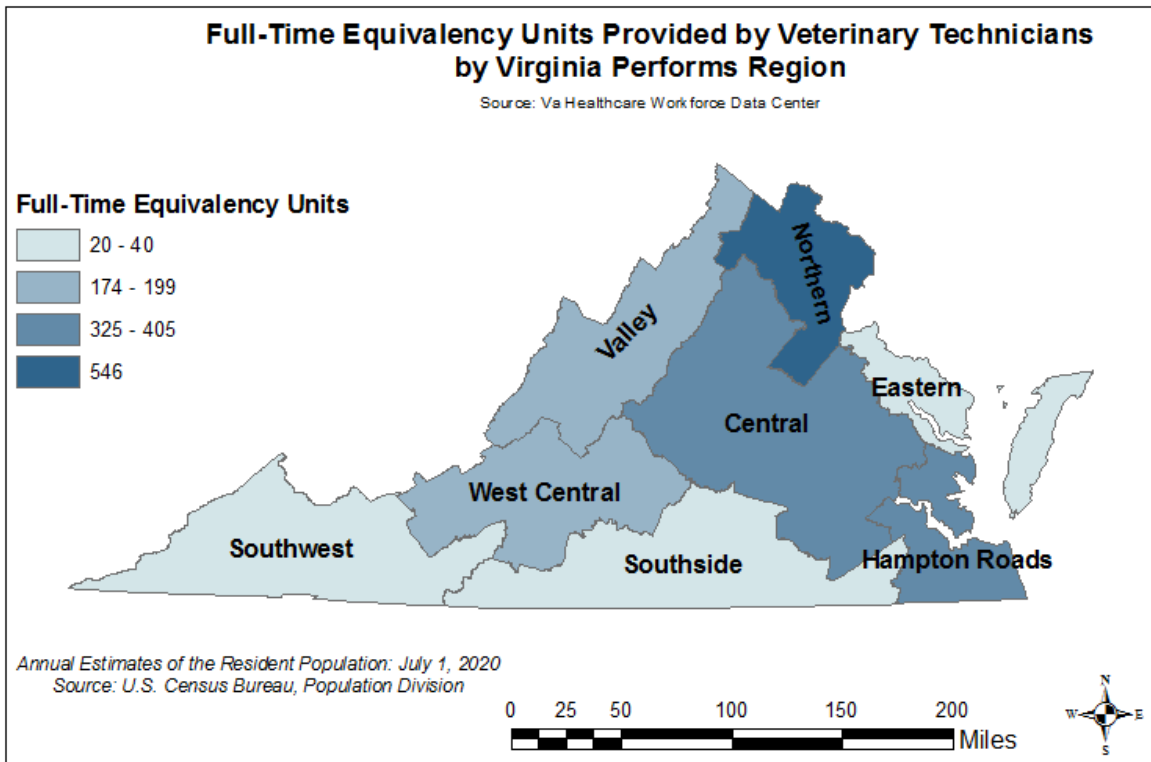 Full-Time Equivalency Units Provided by Veterinary Technicians
by Virginia Performs Region
Source: Va Healthcare Workforce Data Center
Full-Time Equivalency Units
20 - 40
174 - 199
325 - 405
546
Northern
Valley
Eastern
Central
West Central
Southwest
Southside
Hampton Roads
Annual Estimates of the Resident Population: July 1, 2020
Source: U.S. Census Bureau, Population Division
0 25 50 100 150 200
Miles
N
W E
S